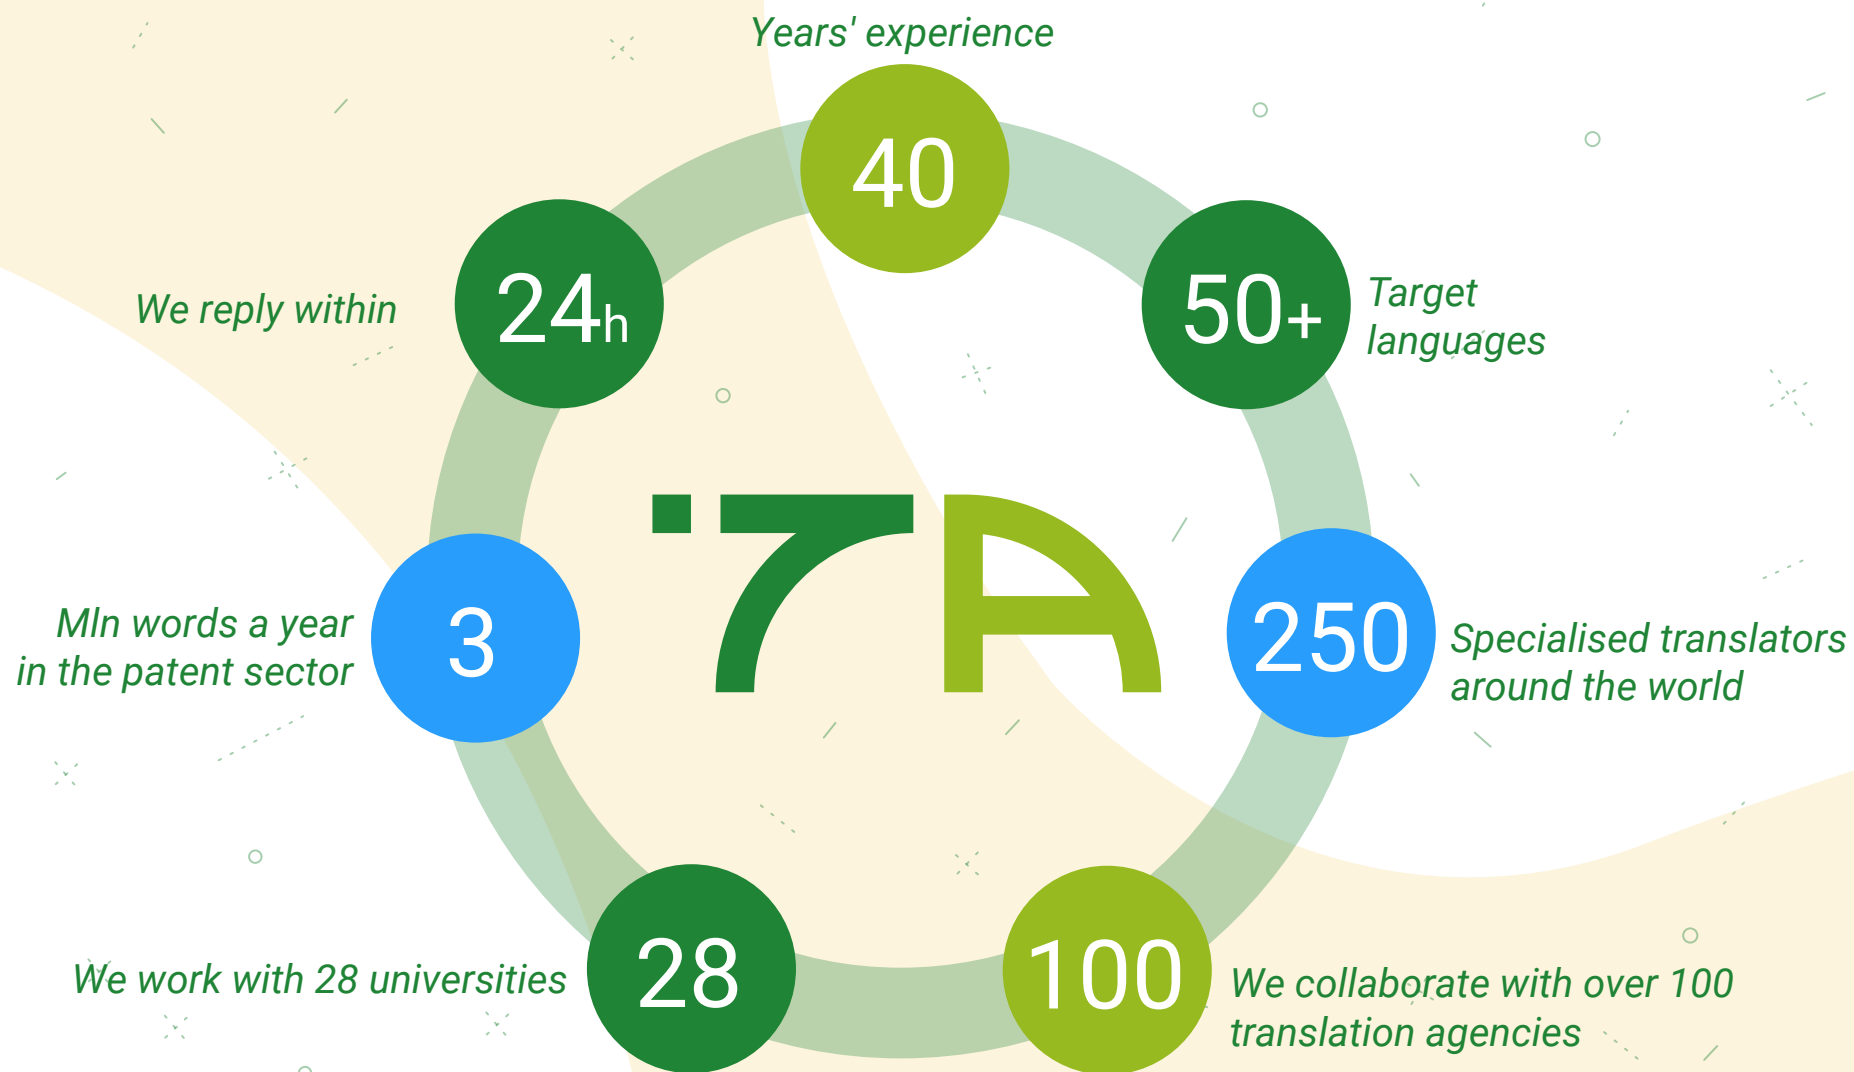 Years' experience
40
50+
Target
languages
250
Specialised translators
around the world
100
We collaborate with over 100
translation agencies
28
We work with 28 universities
3
Mln words a year
in the patent sector
We reply within
24h